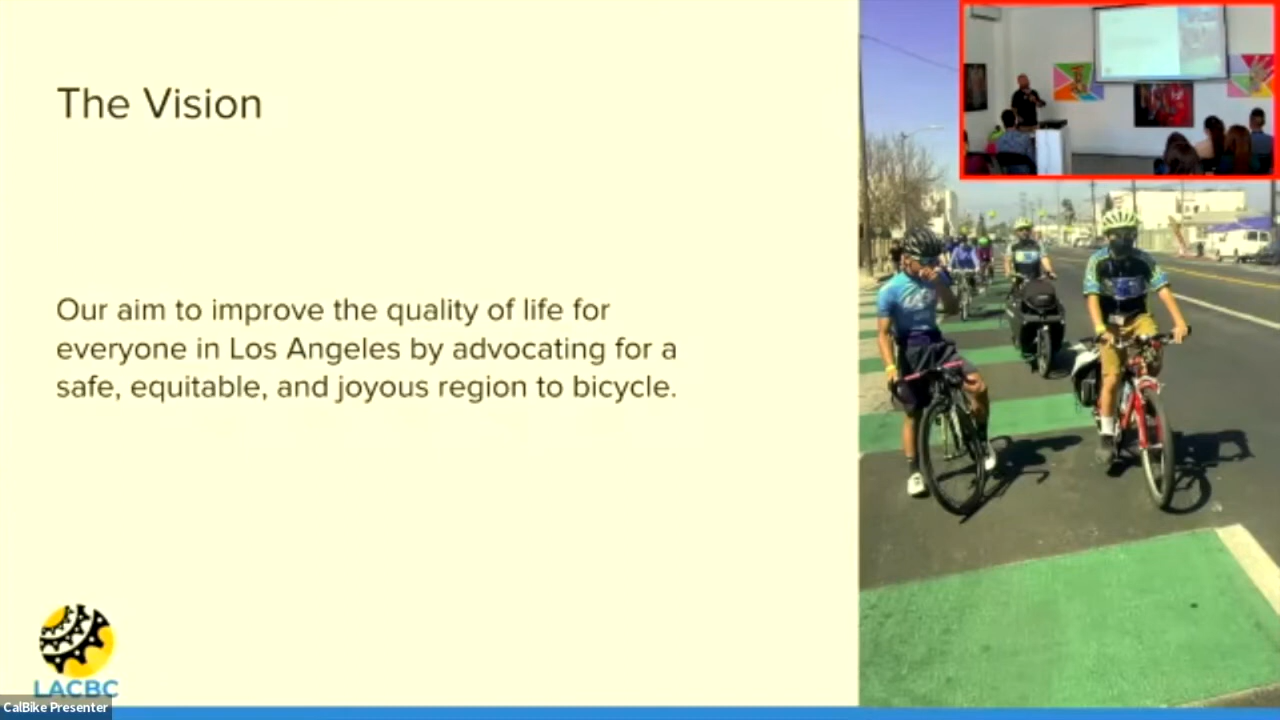 The Vision
Our aim to improve the quality of life for
everyone in Los Angeles by advocating for a
safe, equitable, and joyous region to bicycle.
LACBC
CalBike Presenter